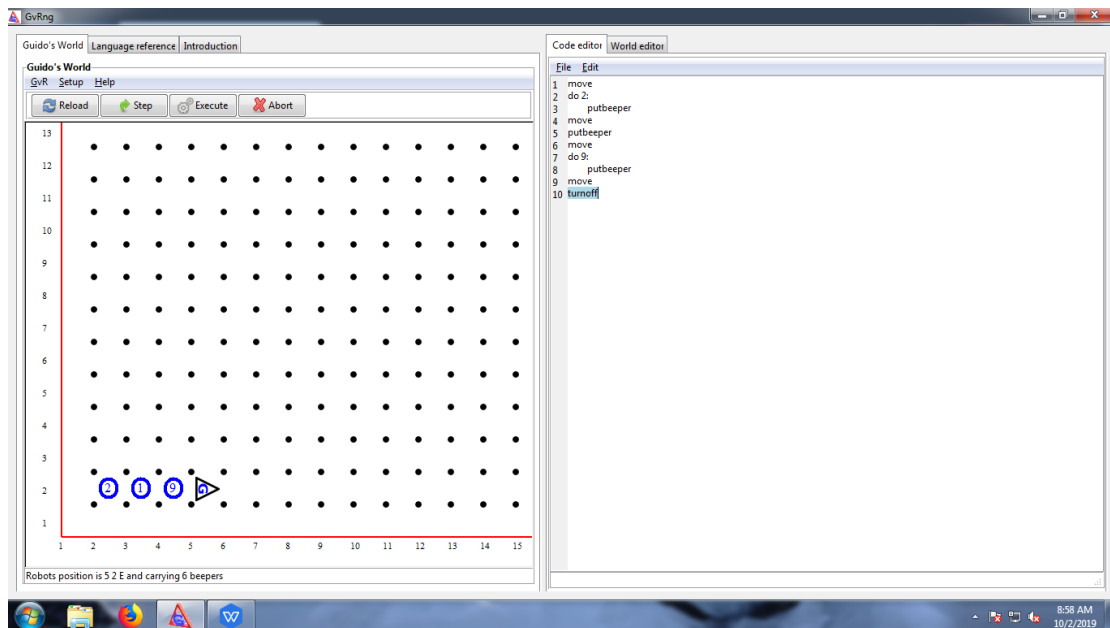 GvRng
Guido's World Language reference Introduction
Guido's World
GvR Setup Help
Reload Step Execute Abort
13
12
11
10
9
8
7
6
5
4
3
2
1
2 1 9 G
1 2 3 4 5 6 7 8 9 10 11 12 13 14 15
Robots position is 5 2 E and carrying 6 beepers
Code editor World editor
File Edit
1 move
2 do 2:
3 putbeeper
4 move
5 putbeeper
6 move
7 do 9:
8 putbeeper
9 move
10 turnoff
W
8:58 AM
10/2/2019